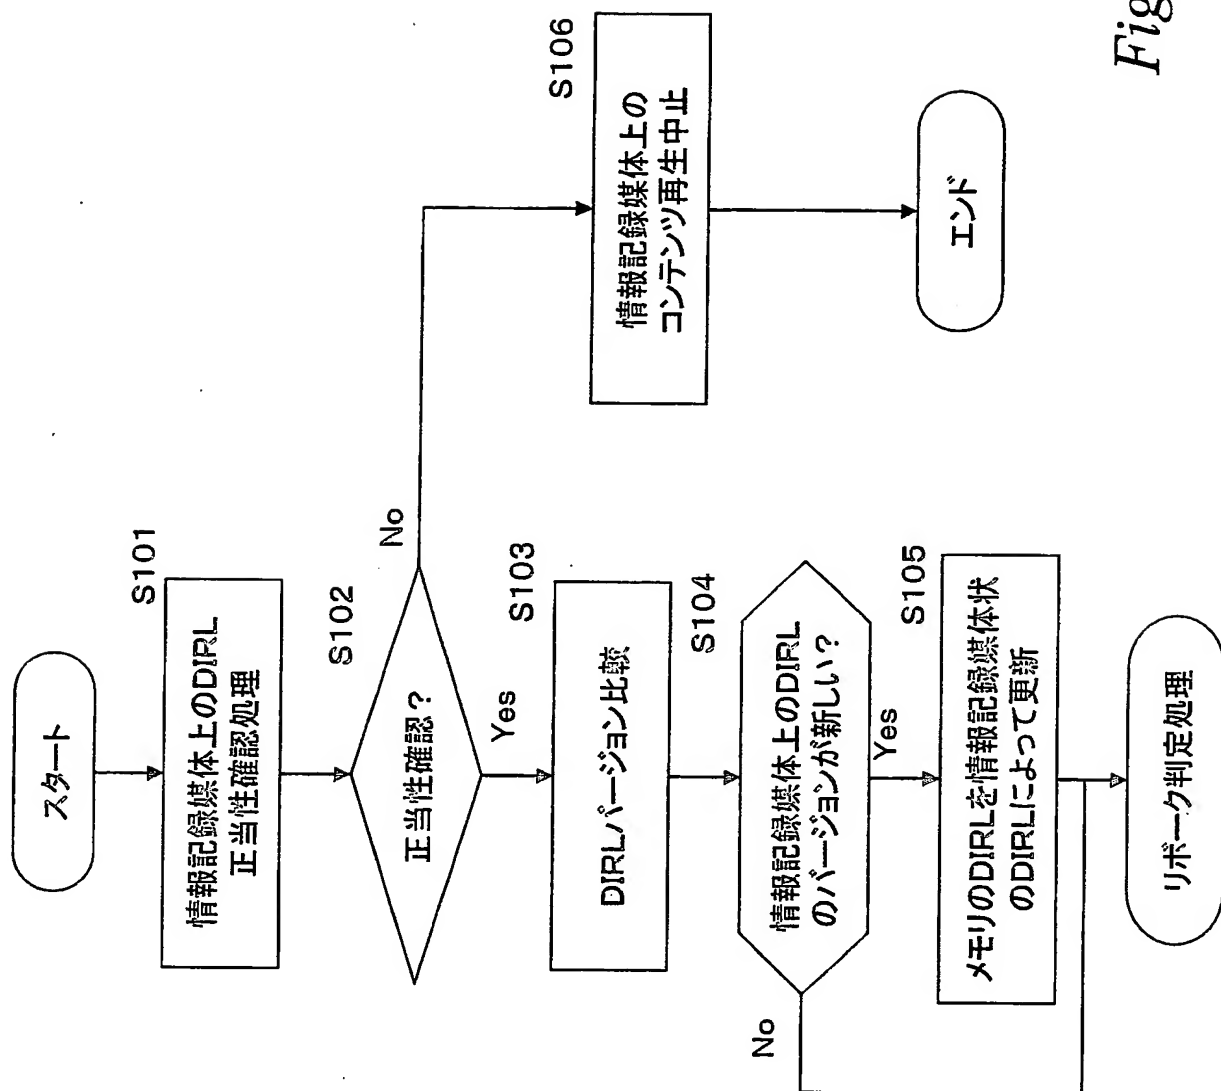 スタート
S101
情報記録媒体上のDIRL
正当性確認処理
S102
正当性確認？
No
Yes
S103
DIRLバージョン比較
S104
情報記録媒体上のDIRL
のバージョンが新しい？
No
Yes
S105
メモリのDIRLを情報記録媒体状
のDIRLによって更新
リボーク判定処理
S106
情報記録媒体上の
コンテンツ再生中止
エンド
Fig